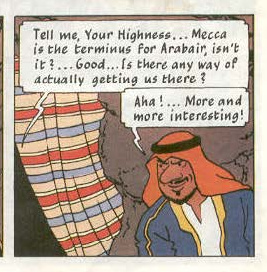 Tell me, Your Highness... Mecca
is the terminus for Arabair, isn't
it?... Good... Is there any way of
actually getting us there?
Aha!... More and
more interesting!